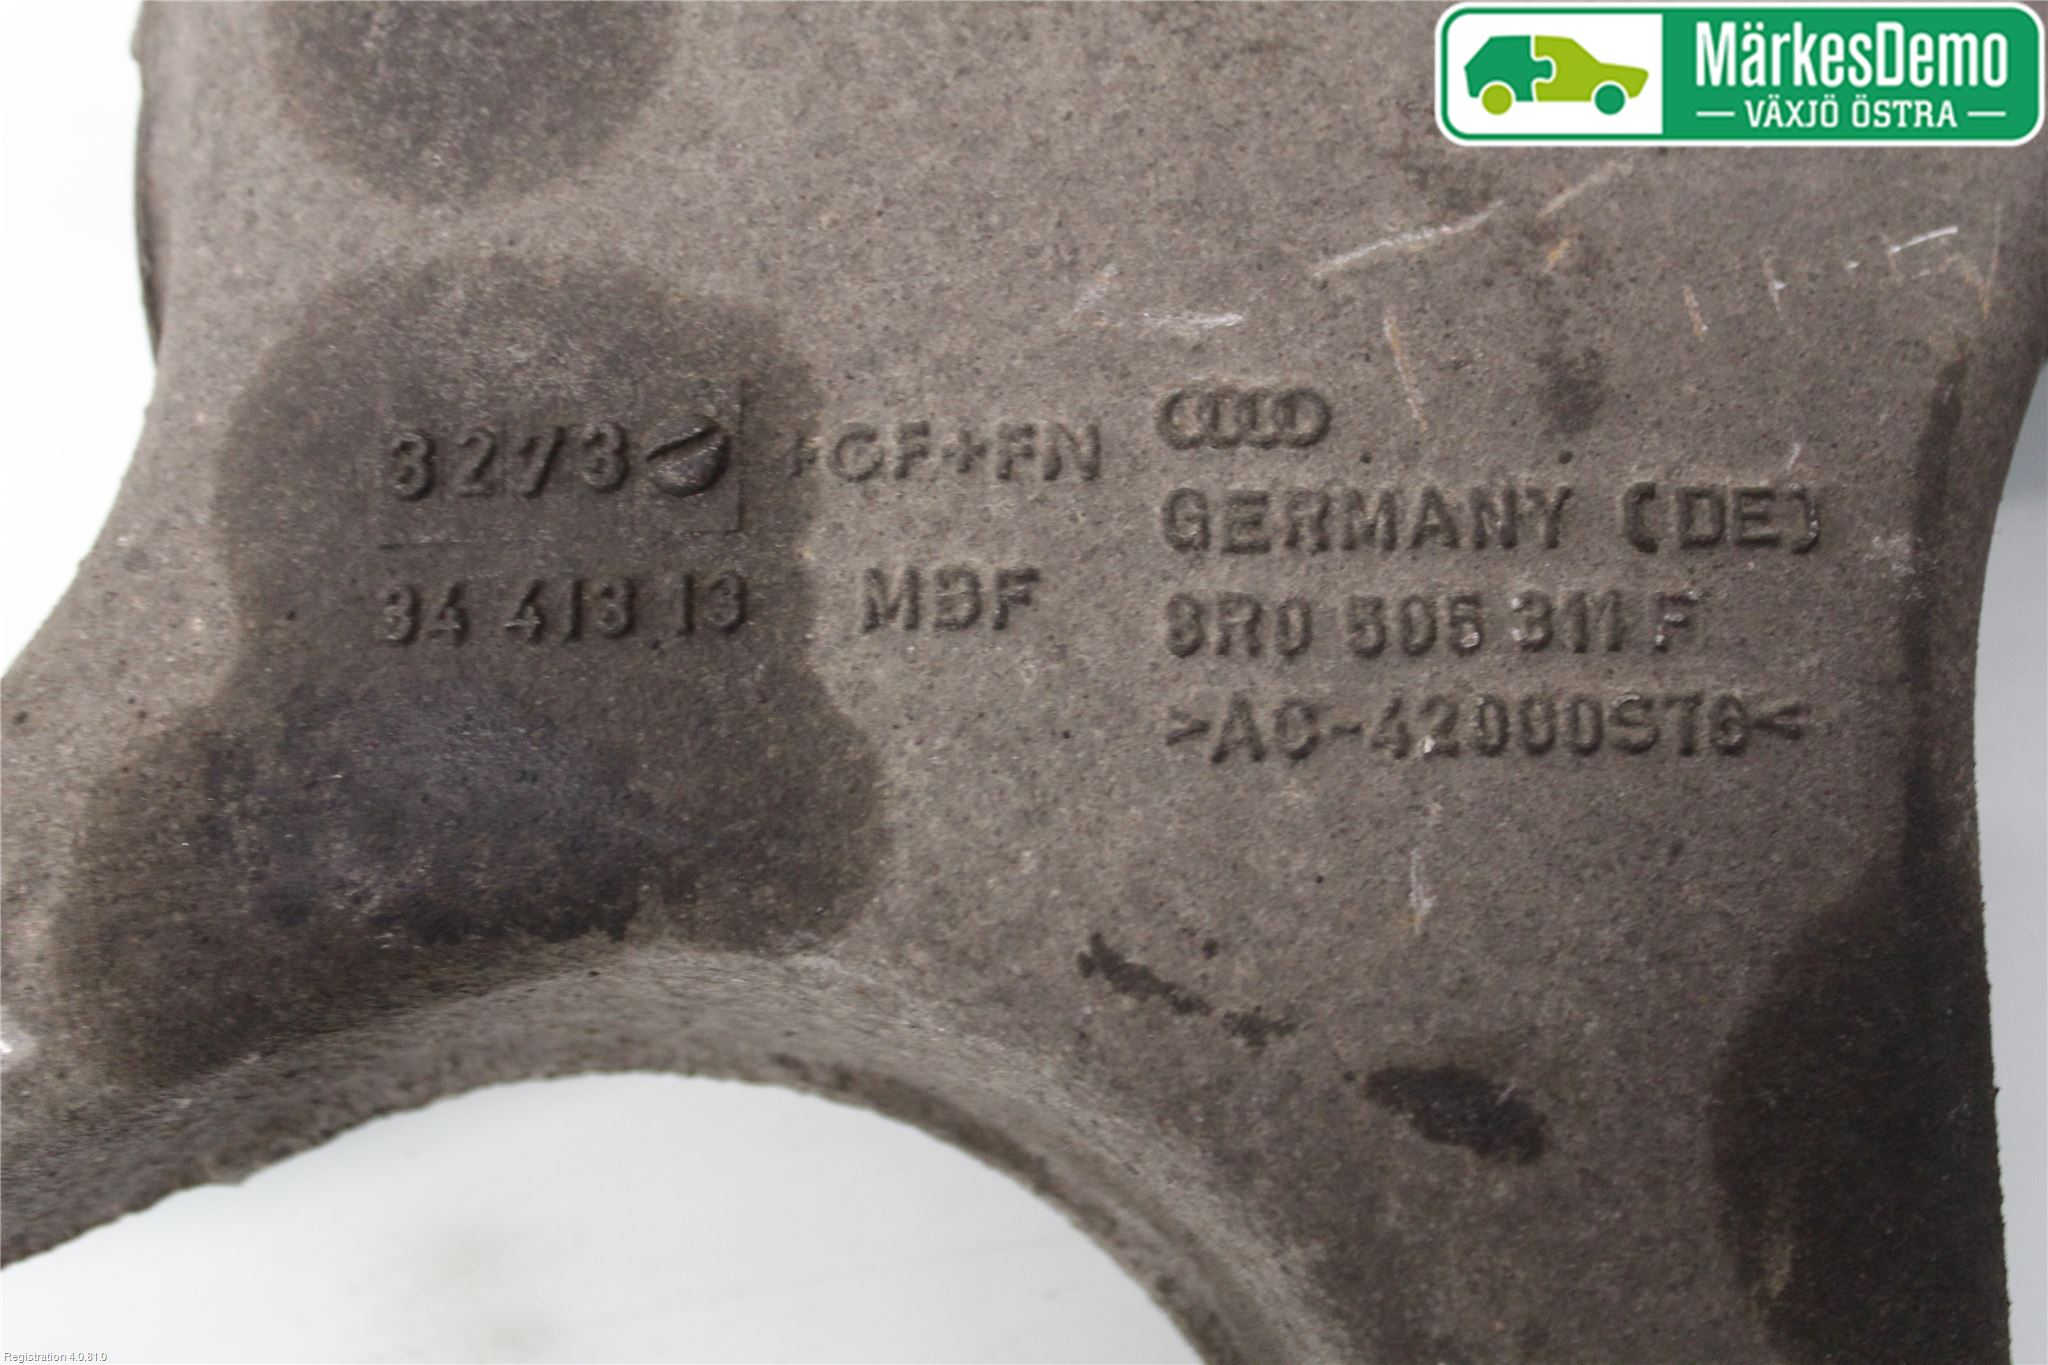 MärkesDemo
VÄXJÖ ÖSTRA
3273 +GF+FN
34 413 13 MBF
GERMANY (DE)
8R0 505 311 F
>AC-42000ST6<
Registration 4.0.81.0